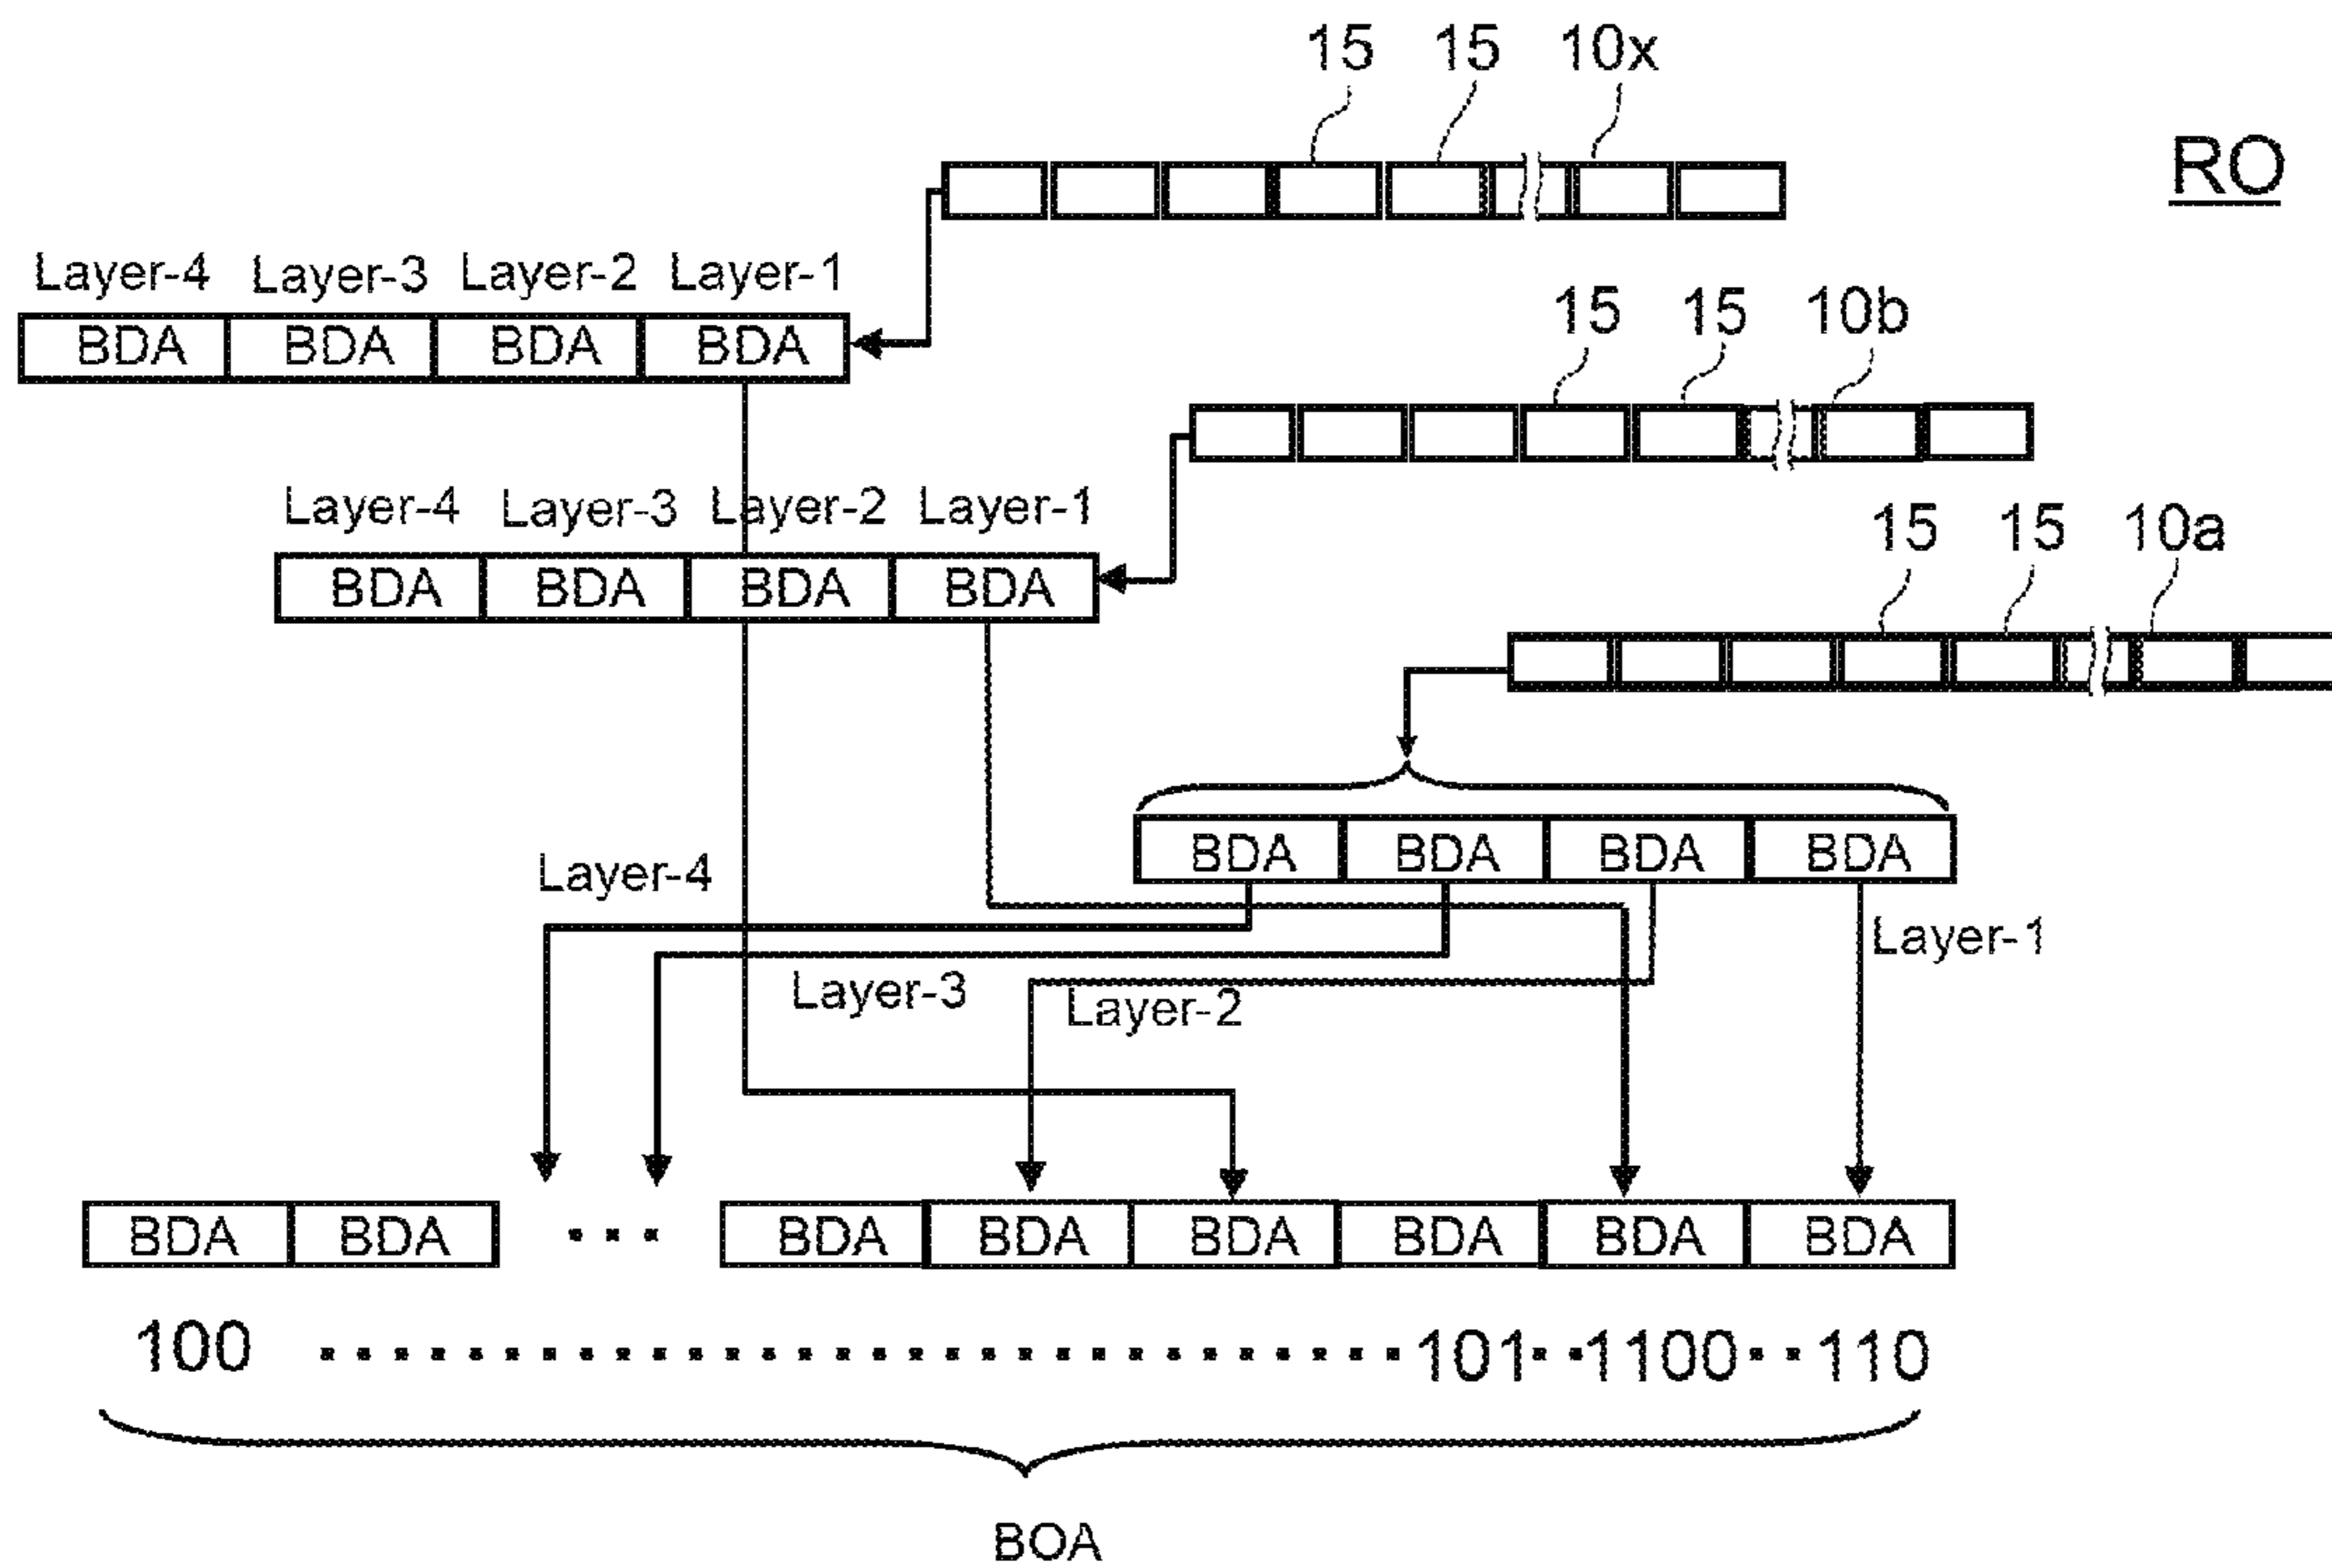 15 15 10x
RO
Layer-4 Layer-3 Layer-2 Layer-1
BDA BDA BDA BDA
15 15 10b
Layer-4 Layer-3 Layer-2 Layer-1
BDA BDA BDA BDA
15 15 10a
BDA BDA BDA BDA
Layer-4
Layer-1
Layer-3
Layer-2
BDA BDA ... BDA BDA BDA BDA BDA BDA
100 ............................. 101..1100..110
BOA